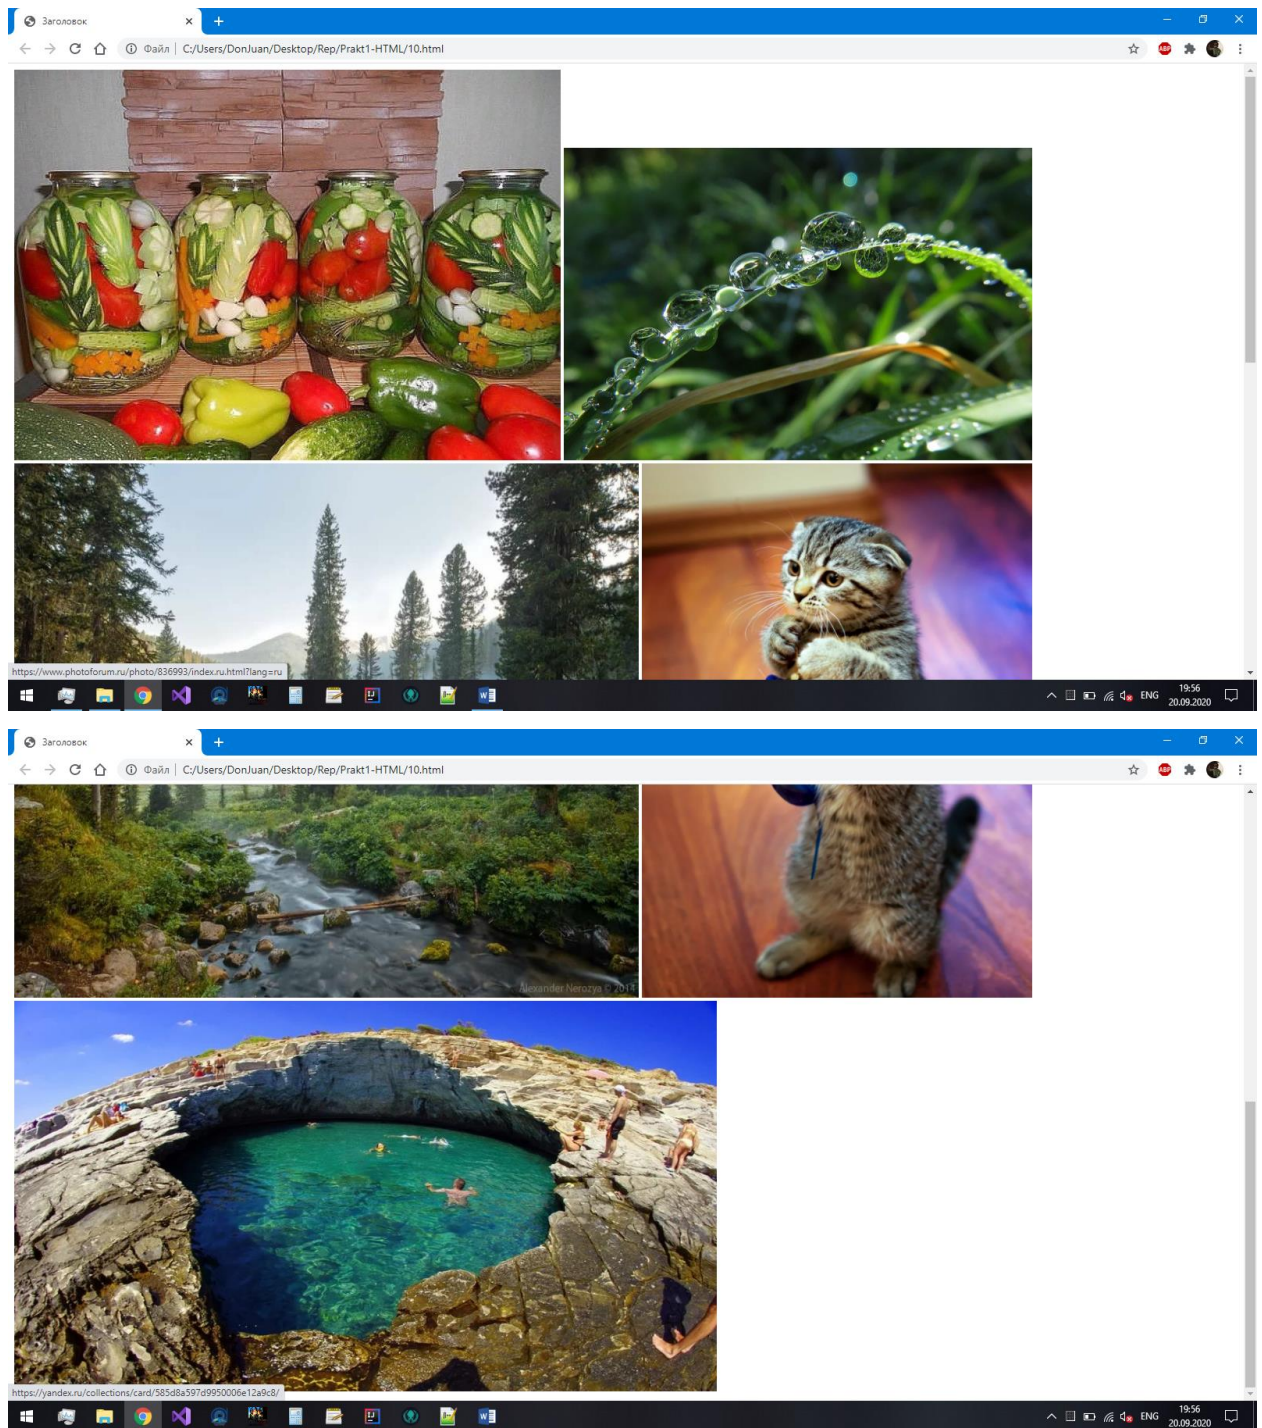 Заголовок
Файл C:/Users/DonJuan/Desktop/Rep/Prakt1-HTML/10.html
ABP
https://www.photoforum.ru/photo/836993/index.ru.html?lang=ru
ENG
19:56
20.09.2020
Заголовок
Файл C:/Users/DonJuan/Desktop/Rep/Prakt1-HTML/10.html
ABP
Alexander Nerozya © 2014
https://yandex.ru/collections/card/585d8a597d9950006e12a9c8/
ENG
19:56
20.09.2020